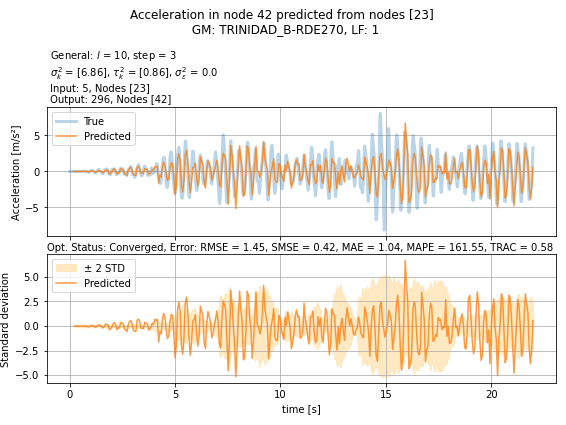 Acceleration in node 42 predicted from nodes [23]
GM: TRINIDAD_B-RDE270, LF: 1
General: l = 10, step = 3
σ²ₖ = [6.86], τ²ₖ = [0.86], σ²ε = 0.0
Input: 5, Nodes [23]
Output: 296, Nodes [42]
True
Predicted
Acceleration [m/s²]
5
0
−5
Opt. Status: Converged, Error: RMSE = 1.45, SMSE = 0.42, MAE = 1.04, MAPE = 161.55, TRAC = 0.58
± 2 STD
Predicted
Standard deviation
5.0
2.5
0.0
−2.5
−5.0
0 5 10 15 20
time [s]